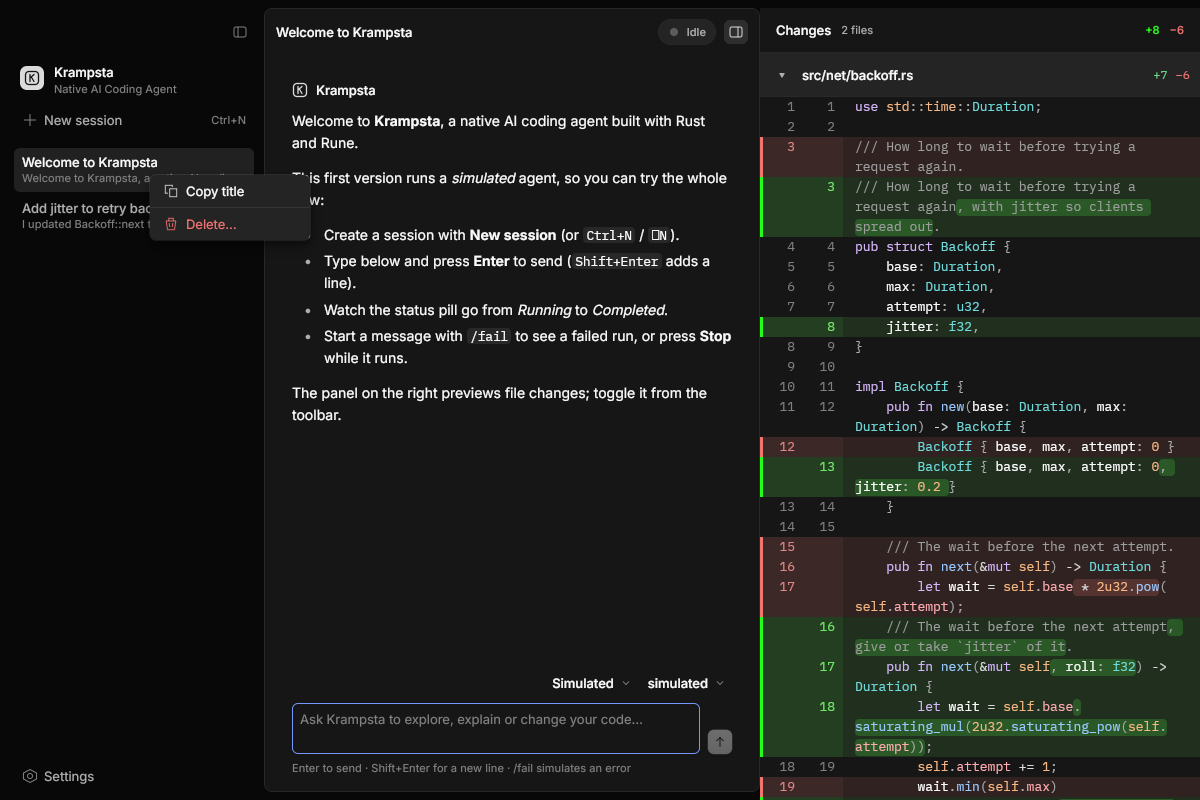 Krampsta
Native AI Coding Agent
New session Ctrl+N
Welcome to Krampsta
Welcome to Krampsta, a
Add jitter to retry bac
I updated Backoff::next f
Copy title
Delete...
Settings
Welcome to Krampsta
Idle
Krampsta
Welcome to Krampsta, a native AI coding agent built with Rust
and Rune.
This first version runs a simulated agent, so you can try the whole
w:
Create a session with New session (or Ctrl+N / N).
• Type below and press Enter to send (Shift+Enter adds a
line).
• Watch the status pill go from Running to Completed.
• Start a message with /fail to see a failed run, or press Stop
while it runs.
The panel on the right previews file changes; toggle it from the
toolbar.
Simulated simulated
Ask Krampsta to explore, explain or change your code...
Enter to send · Shift+Enter for a new line · /fail simulates an error
Changes 2 files +8 −6
src/net/backoff.rs +7 −6
1 1 use std::time::Duration;
2 2
3 /// How long to wait before trying a
request again.
3 /// How long to wait before trying a
request again, with jitter so clients
spread out.
4 4 pub struct Backoff {
5 5 base: Duration,
6 6 max: Duration,
7 7 attempt: u32,
8 jitter: f32,
8 9 }
9 10
10 11 impl Backoff {
11 12 pub fn new(base: Duration, max:
Duration) -> Backoff {
12 Backoff { base, max, attempt: 0 }
13 Backoff { base, max, attempt: 0,
jitter: 0.2 }
13 14 }
14 15
15 /// The wait before the next attempt.
16 pub fn next(&mut self) -> Duration {
17 let wait = self.base * 2u32.pow(
self.attempt);
16 /// The wait before the next attempt,
give or take `jitter` of it.
17 pub fn next(&mut self, roll: f32) ->
Duration {
18 let wait = self.base.
saturating_mul(2u32.saturating_pow(self.
attempt));
18 19 self.attempt += 1;
19 wait.min(self.max)